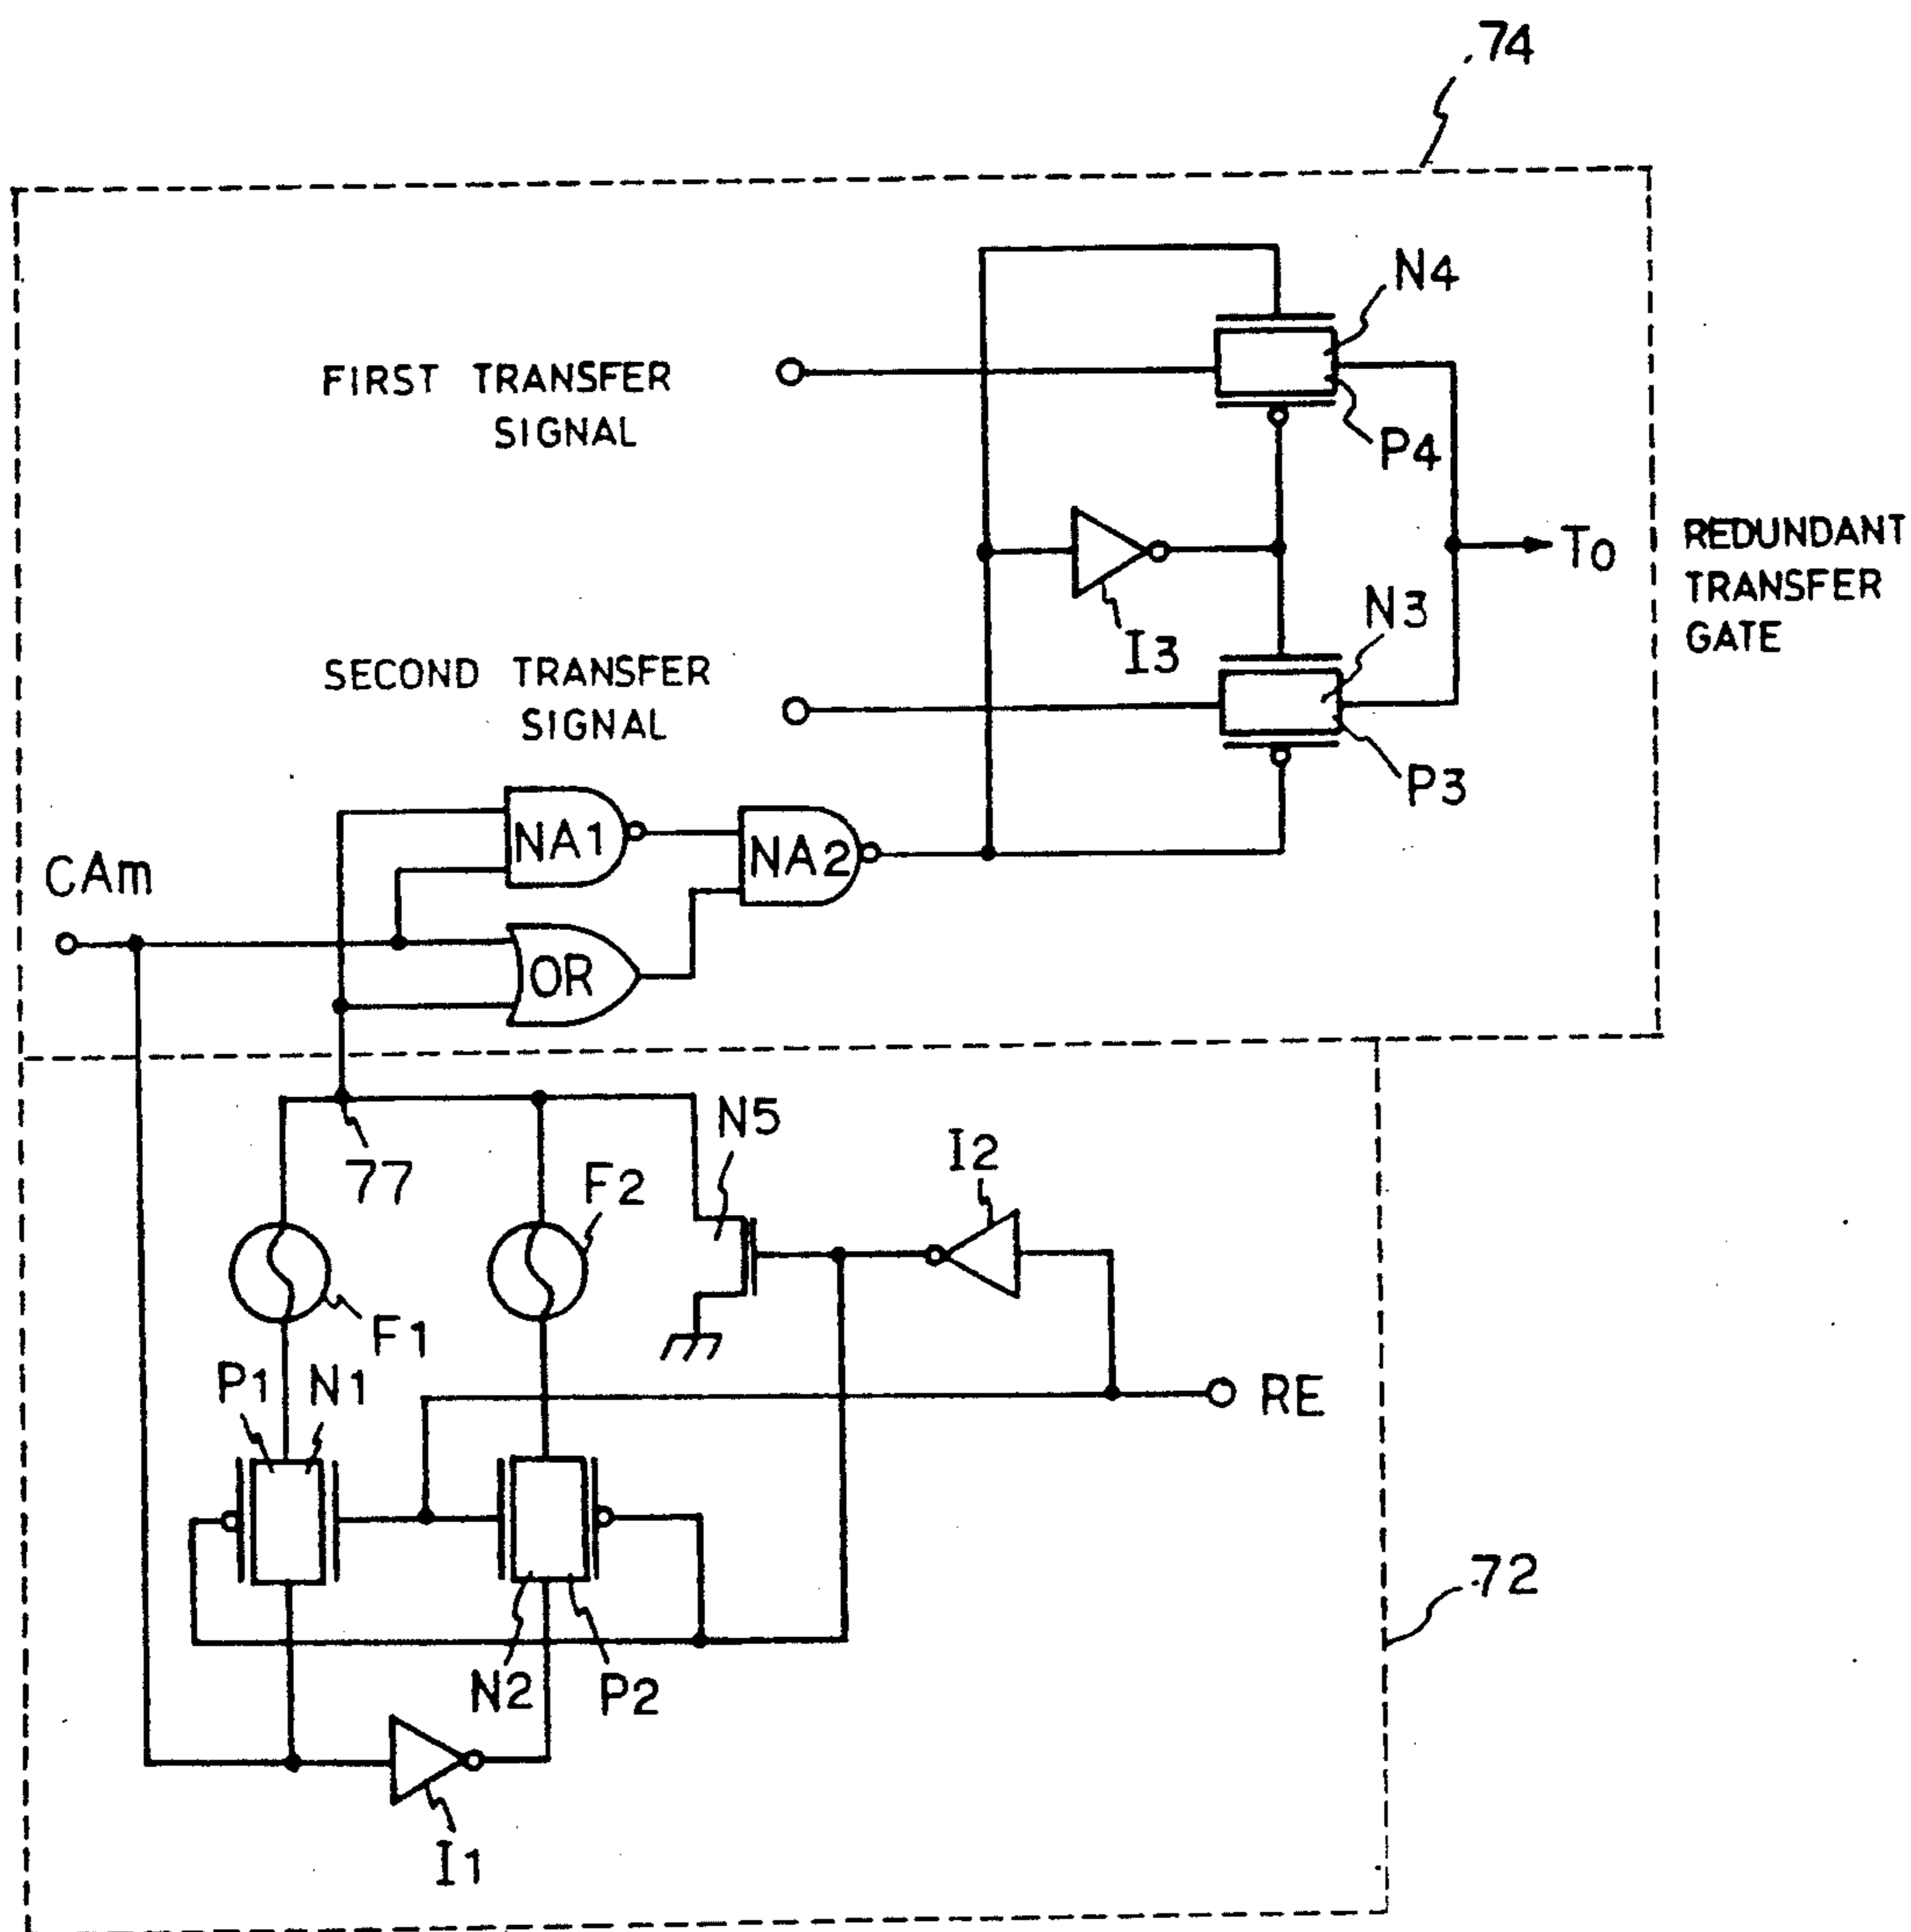 74
N4
FIRST TRANSFER
SIGNAL
P4
To
REDUNDANT
TRANSFER
GATE
N3
I3
SECOND TRANSFER
SIGNAL
P3
NA1
NA2
CAm
OR
N5
I2
77
F2
F1
P1 N1
RE
72
N2
P2
I1